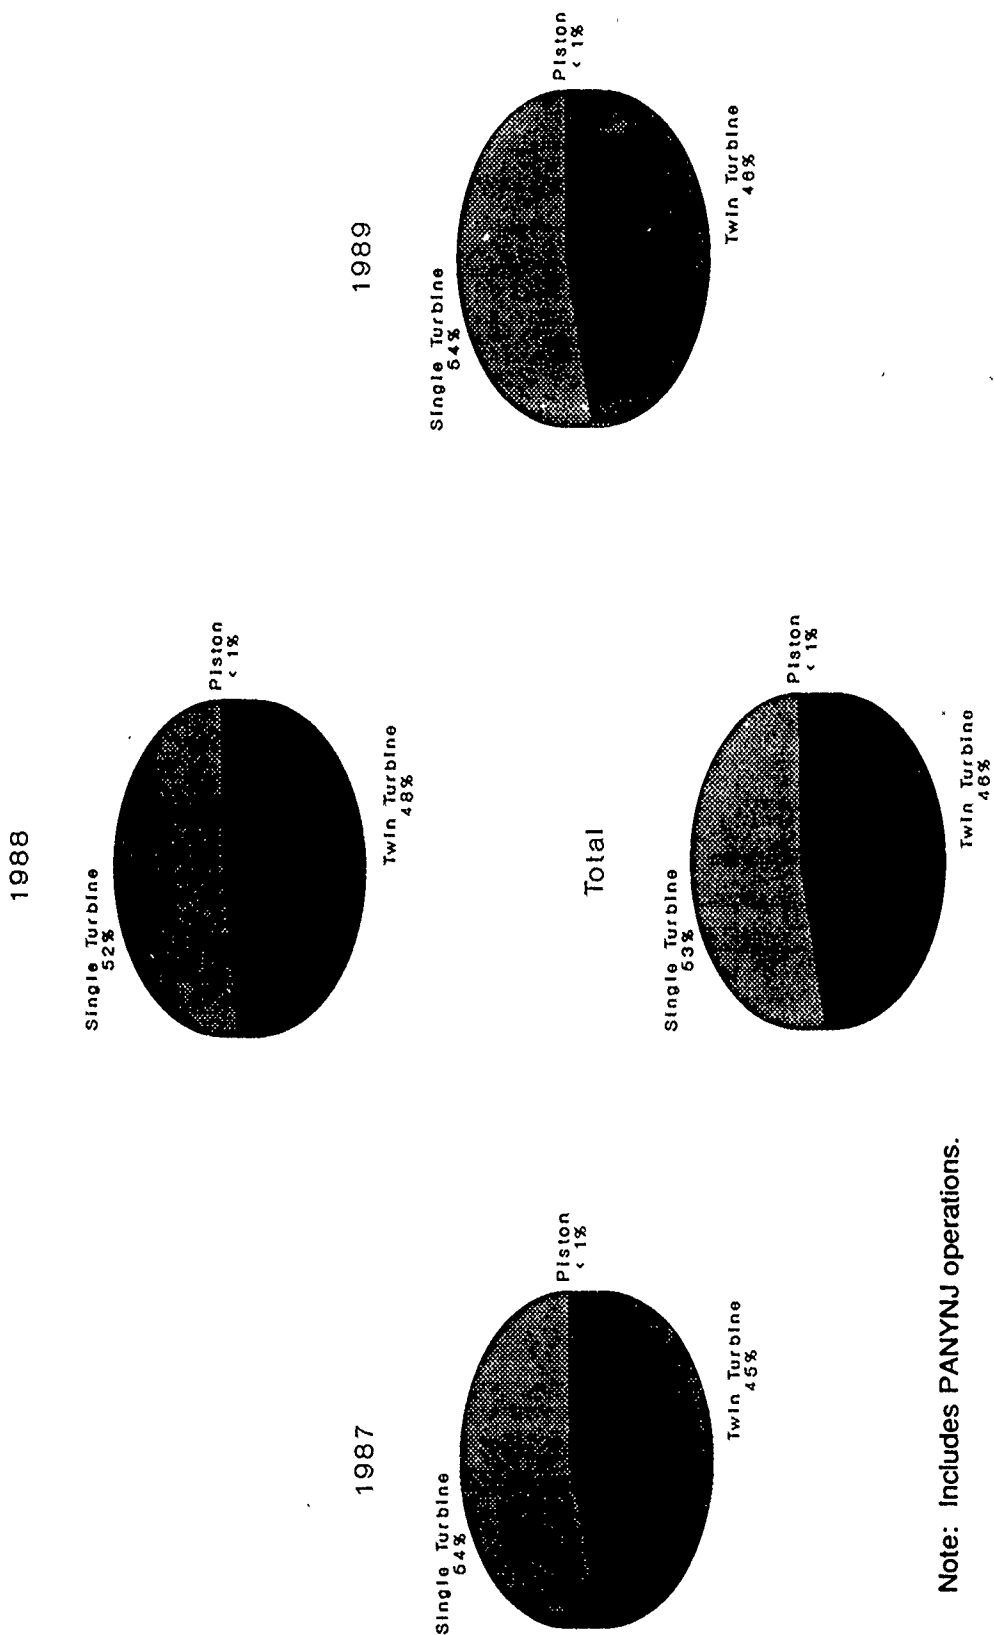 1988
Single Turbine
52%
Piston
< 1%
Twin Turbine
48%
1987
Single Turbine
54%
Piston
< 1%
Twin Turbine
45%
1989
Single Turbine
54%
Piston
< 1%
Twin Turbine
46%
Total
Single Turbine
53%
Piston
< 1%
Twin Turbine
46%
Note: Includes PANYNJ operations.